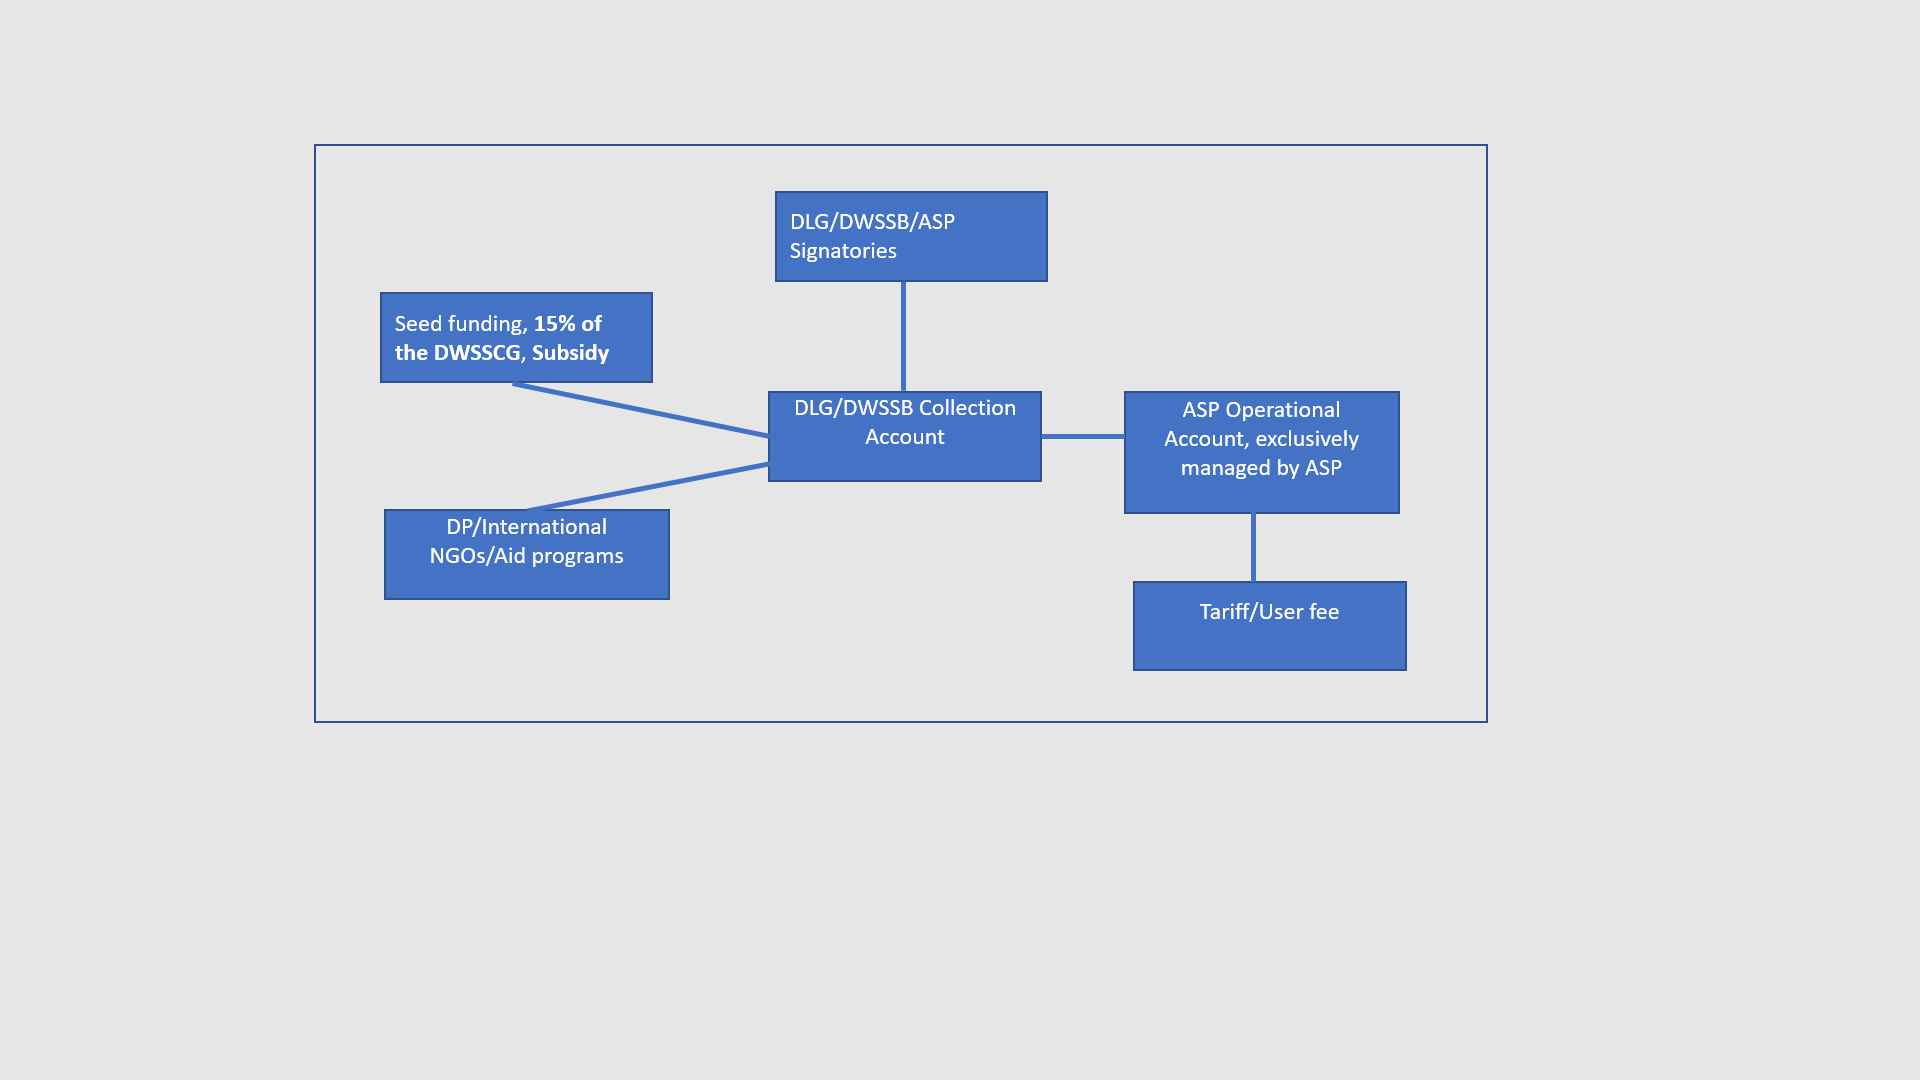 DLG/DWSSB/ASP
Signatories
Seed funding, 15% of
the DWSSCG, Subsidy
DLG/DWSSB Collection
Account
ASP Operational
Account, exclusively
managed by ASP
DP/International
NGOs/Aid programs
Tariff/User fee